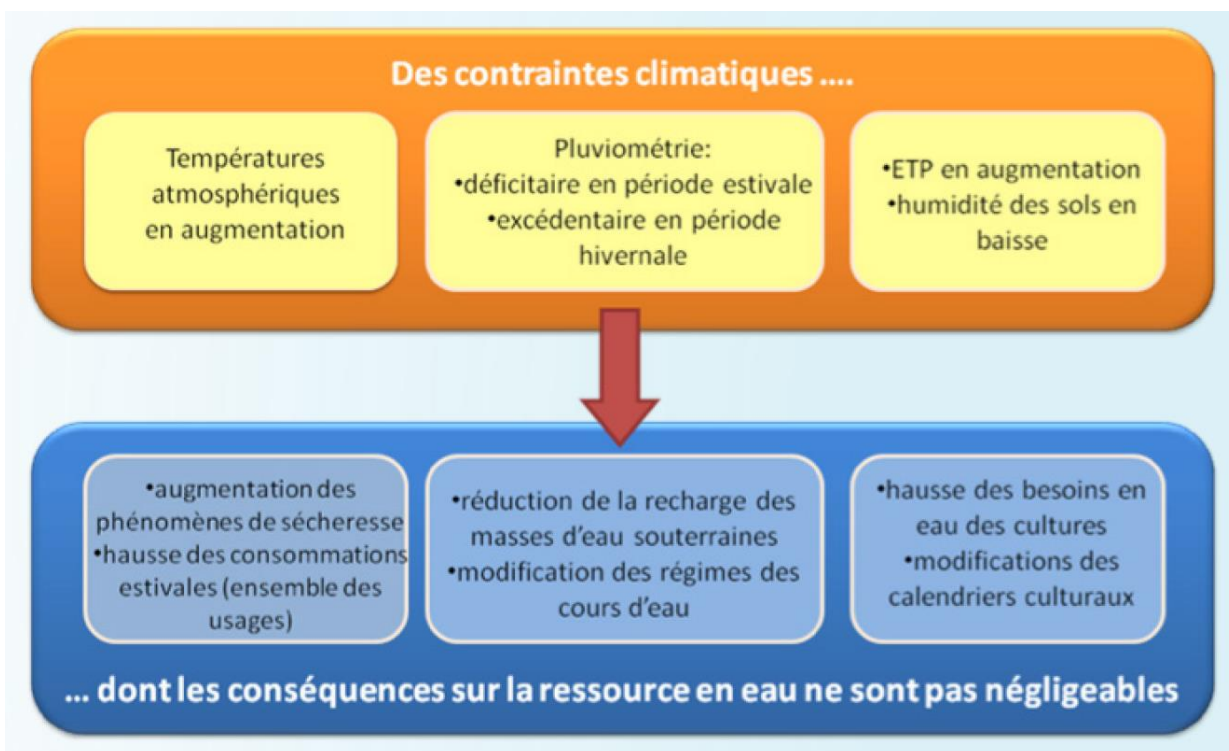 Des contraintes climatiques ....
Températures
atmosphériques
en augmentation
Pluviométrie:
•déficitaire en période estivale
•excédentaire en période
hivernale
•ETP en augmentation
•humidité des sols en
baisse
•augmentation des
phénomènes de sécheresse
•hausse des consommations
estivales (ensemble des
usages)
•réduction de la recharge des
masses d'eau souterraines
•modification des régimes des
cours d'eau
•hausse des besoins en
eau des cultures
•modifications des
calendriers culturaux
... dont les conséquences sur la ressource en eau ne sont pas négligeables